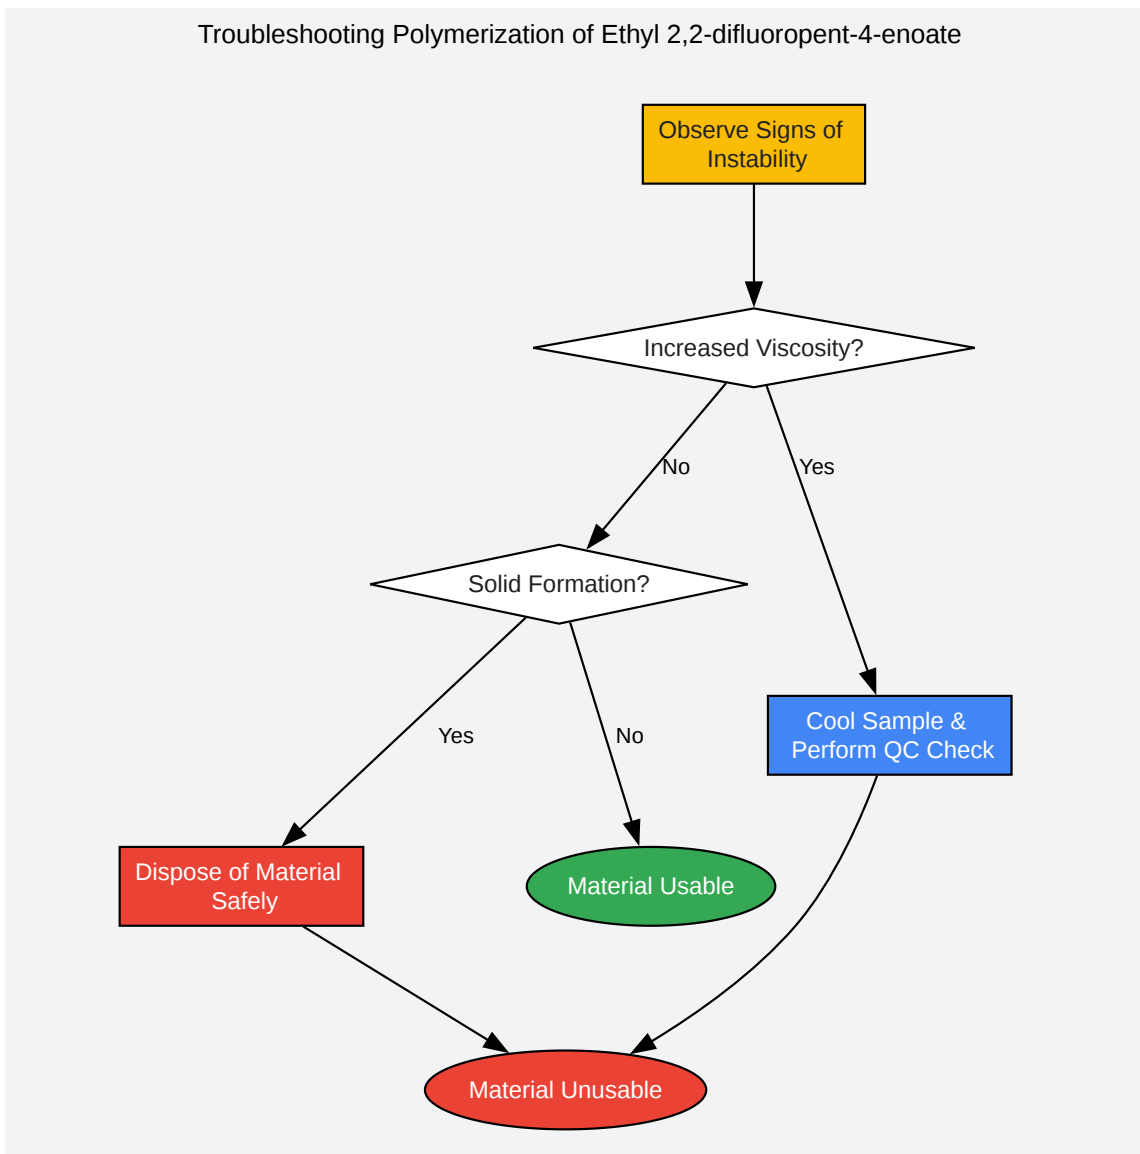 Troubleshooting Polymerization of Ethyl 2,2-difluoropent-4-enoate
Observe Signs of
Instability
Increased Viscosity?
No
Yes
Solid Formation?
Yes
No
Cool Sample &
Perform QC Check
Dispose of Material
Safely
Material Usable
Material Unusable